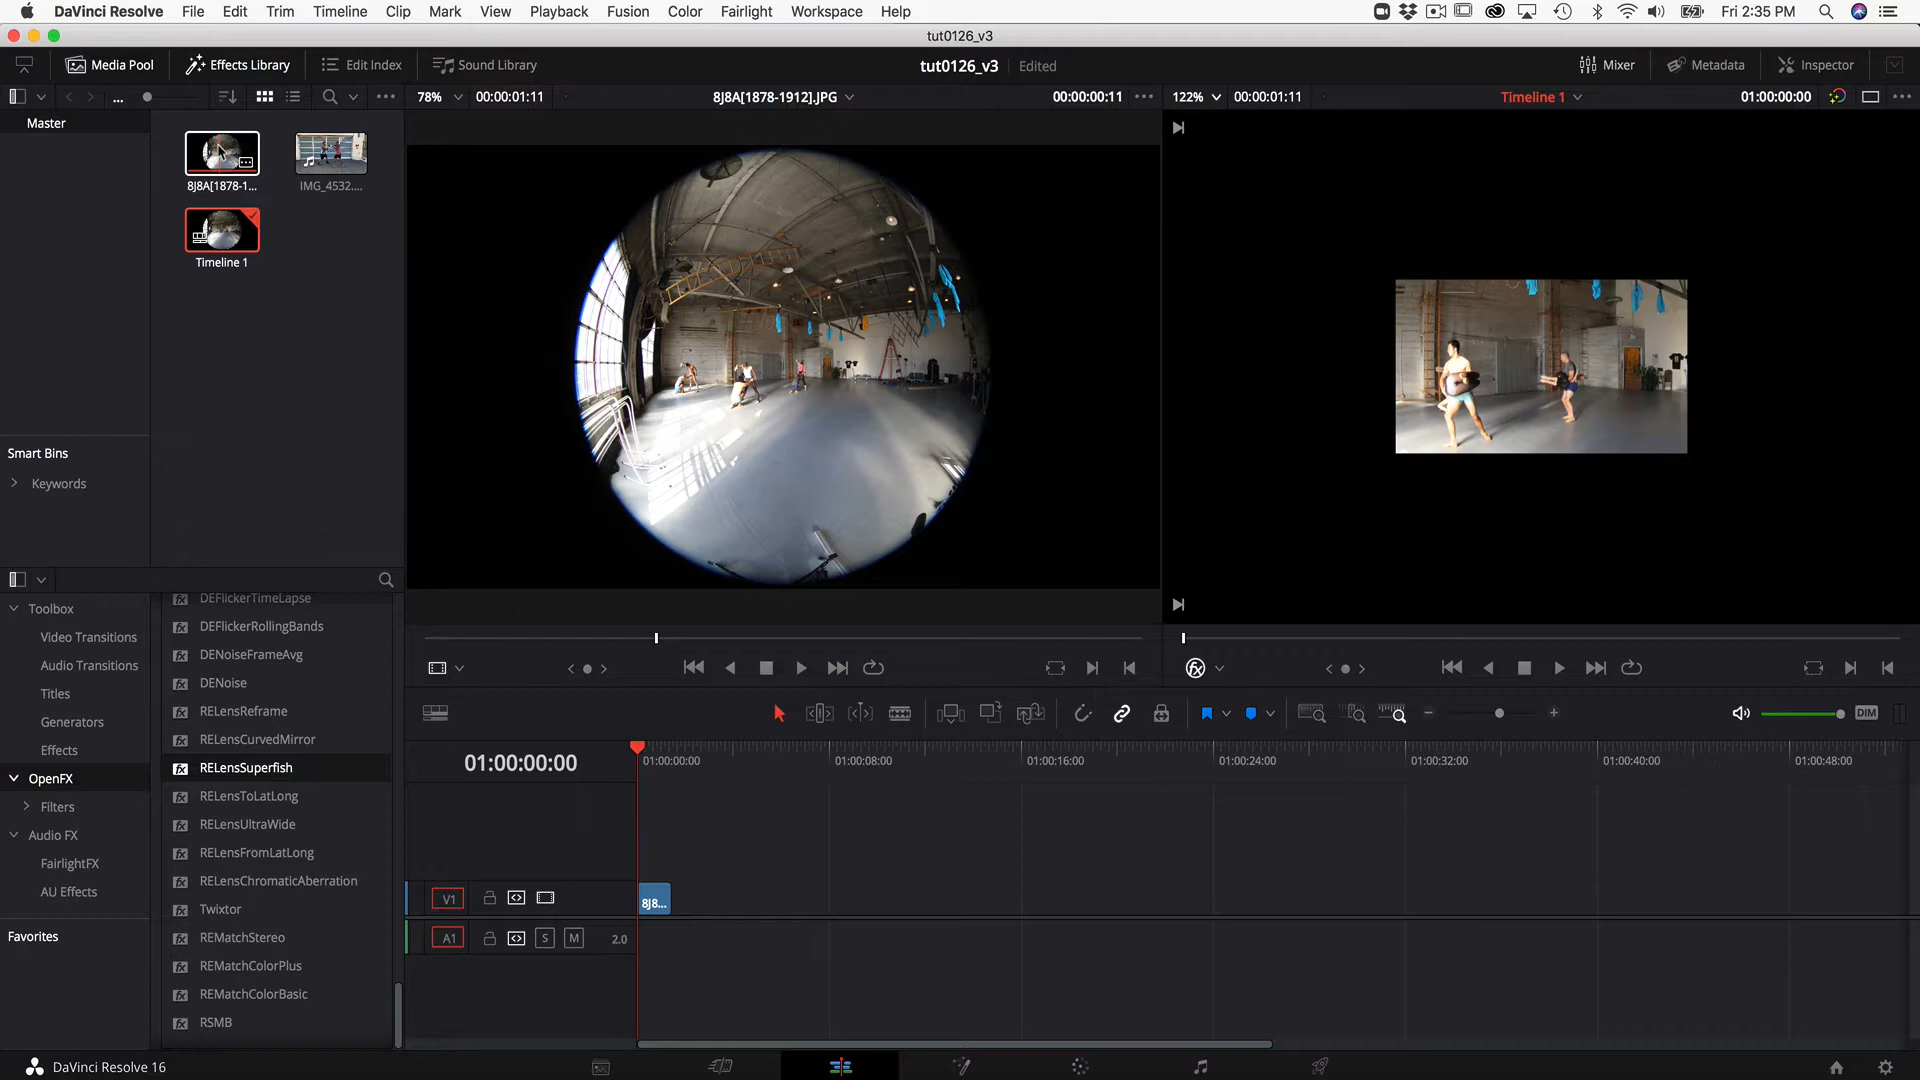 DaVinci Resolve File Edit Trim Timeline Clip Mark View Playback Fusion Color Fairlight Workspace Help Fri 2:35 PM
tut0126_v3
Media Pool Effects Library Edit Index Sound Library tut0126_v3 Edited Mixer Metadata Inspector
... 78% 00:00:01:11 8J8A[1878-1912].JPG 00:00:00:11 122% 00:00:01:11 Timeline 1 01:00:00:00
Master
8J8A[1878-1... IMG_4532....
Timeline 1
Smart Bins
Keywords
Toolbox
Video Transitions
Audio Transitions
Titles
Generators
Effects
OpenFX
Filters
Audio FX
FairlightFX
AU Effects
Favorites
DEFlickerTimeLapse
DEFlickerRollingBands
DENoiseFrameAvg
DENoise
RELensReframe
RELensCurvedMirror
RELensSuperfish
RELensToLatLong
RELensUltraWide
RELensFromLatLong
RELensChromaticAberration
Twixtor
REMatchStereo
REMatchColorPlus
REMatchColorBasic
RSMB
DIM
01:00:00:00 01:00:00:00 01:00:08:00 01:00:16:00 01:00:24:00 01:00:32:00 01:00:40:00 01:00:48:00
V1 8J8...
A1 S M 2.0
DaVinci Resolve 16